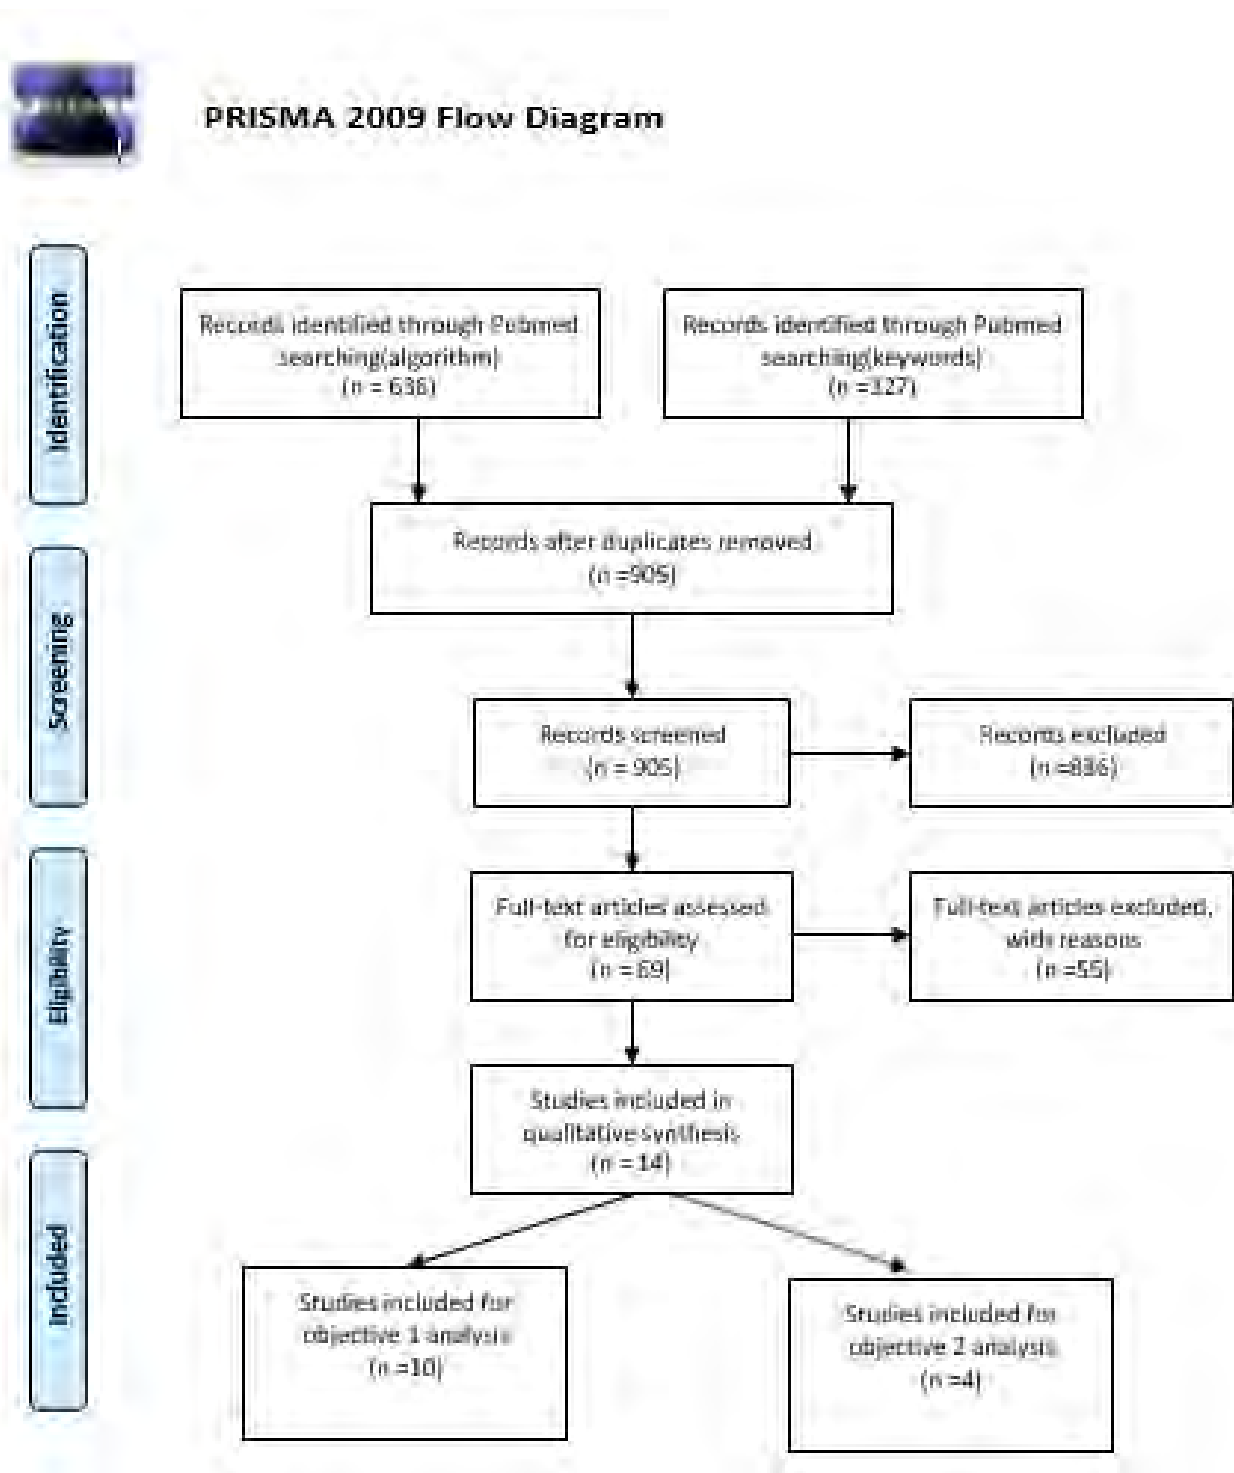 PRISMA 2009 Flow Diagram
Identification
Records identified through Pubmed
searching(algorithm)
(n =
Records identified through Pubmed
searching(keywords)
(n =327)
Records after duplicates removed
(n =905)
Screening
Records screened
(n = 905)
Records excluded
(n =836)
Eligibility
Full-text articles assessed
for eligibility
(n = 69)
Full-text articles excluded,
with reasons
(n =55)
Studies included in
qualitative synthesis
(n = 14)
Included
Studies included for
objective 1 analysis
(n =10)
Studies included for
objective 2 analysis
(n =4)